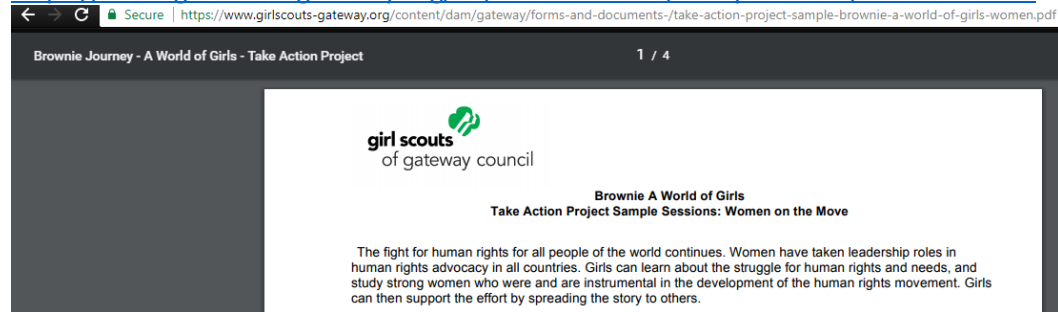 Secure | https://www.girlscouts-gateway.org/content/dam/gateway/forms-and-documents-/take-action-project-sample-brownie-a-world-of-girls-women.pdf
Brownie Journey - A World of Girls - Take Action Project 1 / 4
girl scouts
of gateway council
Brownie A World of Girls
Take Action Project Sample Sessions: Women on the Move
The fight for human rights for all people of the world continues. Women have taken leadership roles in
human rights advocacy in all countries. Girls can learn about the struggle for human rights and needs, and
study strong women who were and are instrumental in the development of the human rights movement. Girls
can then support the effort by spreading the story to others.